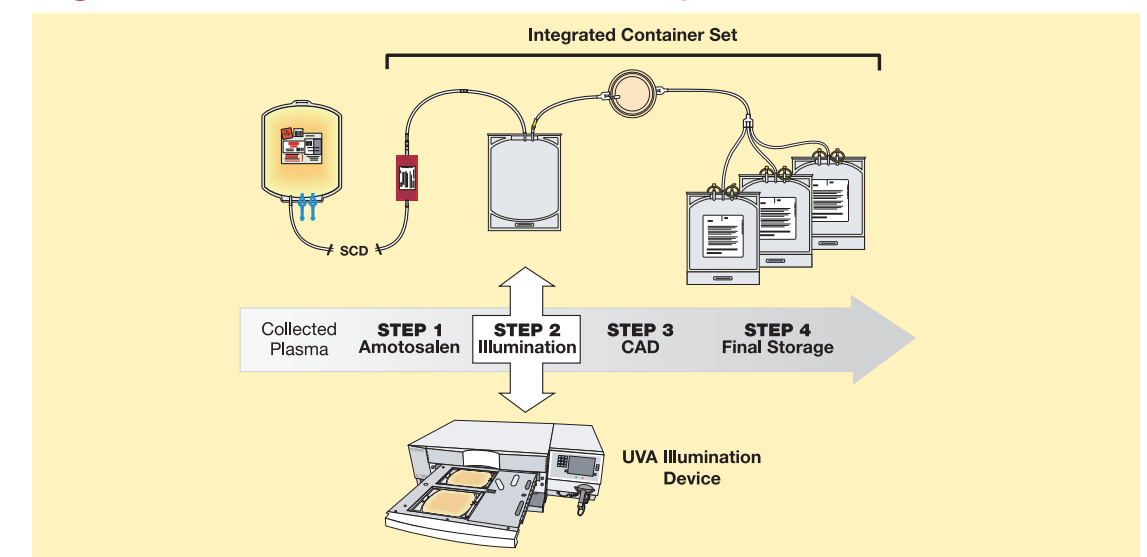 Integrated Container Set
SCD
Collected
Plasma
STEP 1
Amotosalen
STEP 2
Illumination
STEP 3
CAD
STEP 4
Final Storage
UVA Illumination
Device